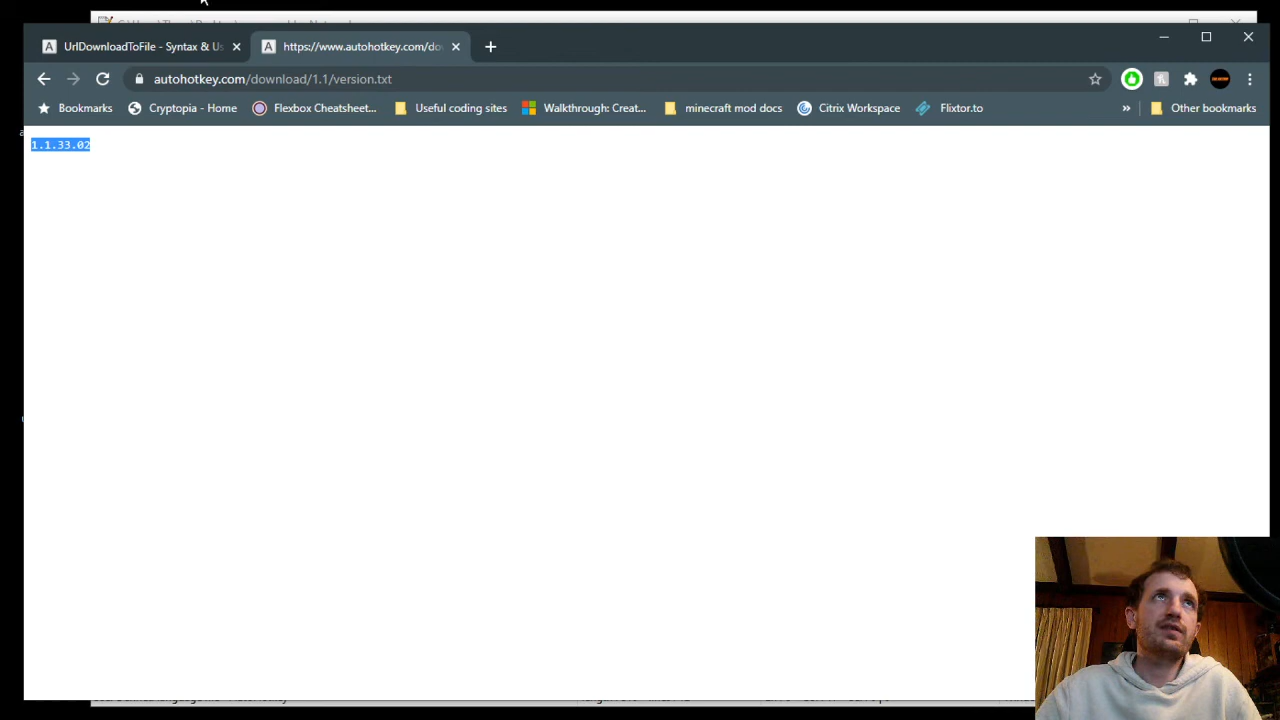 UrlDownloadToFile - Syntax & Us
https://www.autohotkey.com/do
autohotkey.com/download/1.1/version.txt
Bookmarks
Cryptopia - Home
Flexbox Cheatsheet...
Useful coding sites
Walkthrough: Creat...
minecraft mod docs
Citrix Workspace
Flixtor.to
»
Other bookmarks
1.1.33.02